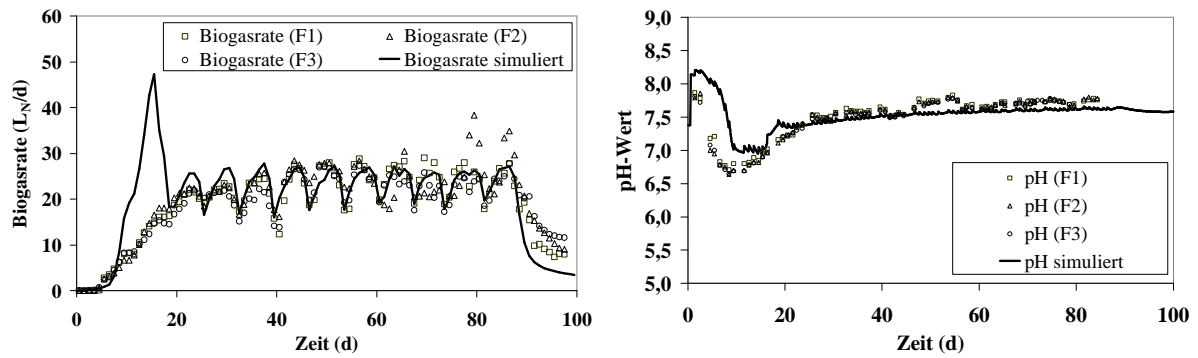 Biogasrate (L_N/d)
60
50
40
30
20
10
0
Biogasrate (F1)
Biogasrate (F2)
Biogasrate (F3)
Biogasrate simuliert
0 20 40 60 80 100
Zeit (d)
pH-Wert
9,0
8,5
8,0
7,5
7,0
6,5
6,0
5,5
5,0
pH (F1)
pH (F2)
pH (F3)
pH simuliert
0 20 40 60 80 100
Zeit (d)